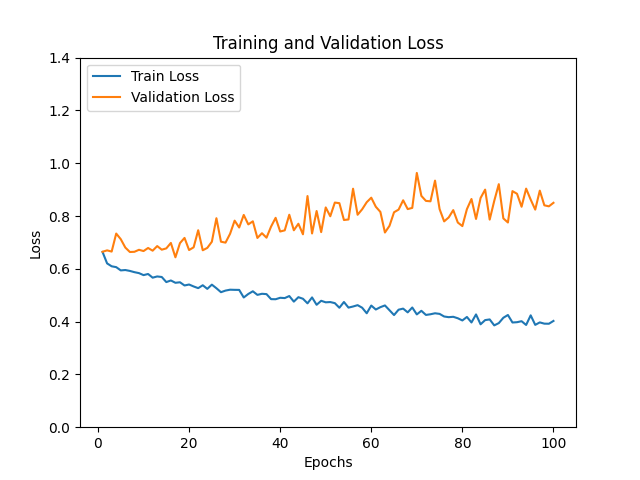 Training and Validation Loss
Train Loss
Validation Loss
Loss
1.4
1.2
1.0
0.8
0.6
0.4
0.2
0.0
0 20 40 60 80 100
Epochs